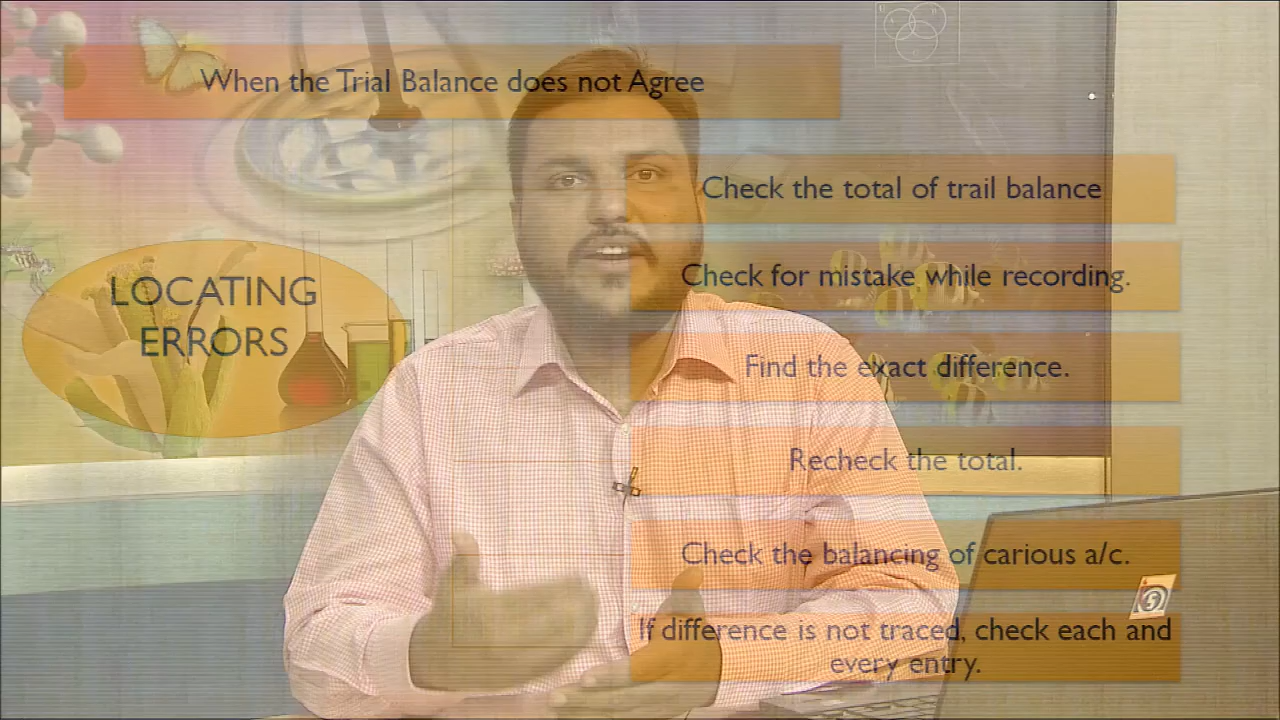 When the Trial Balance does not Agree
LOCATING
ERRORS
Check the total of trail balance
Check for mistake while recording.
Find the exact difference.
Recheck the total.
Check the balancing of carious a/c.
If difference is not traced, check each and
every entry.